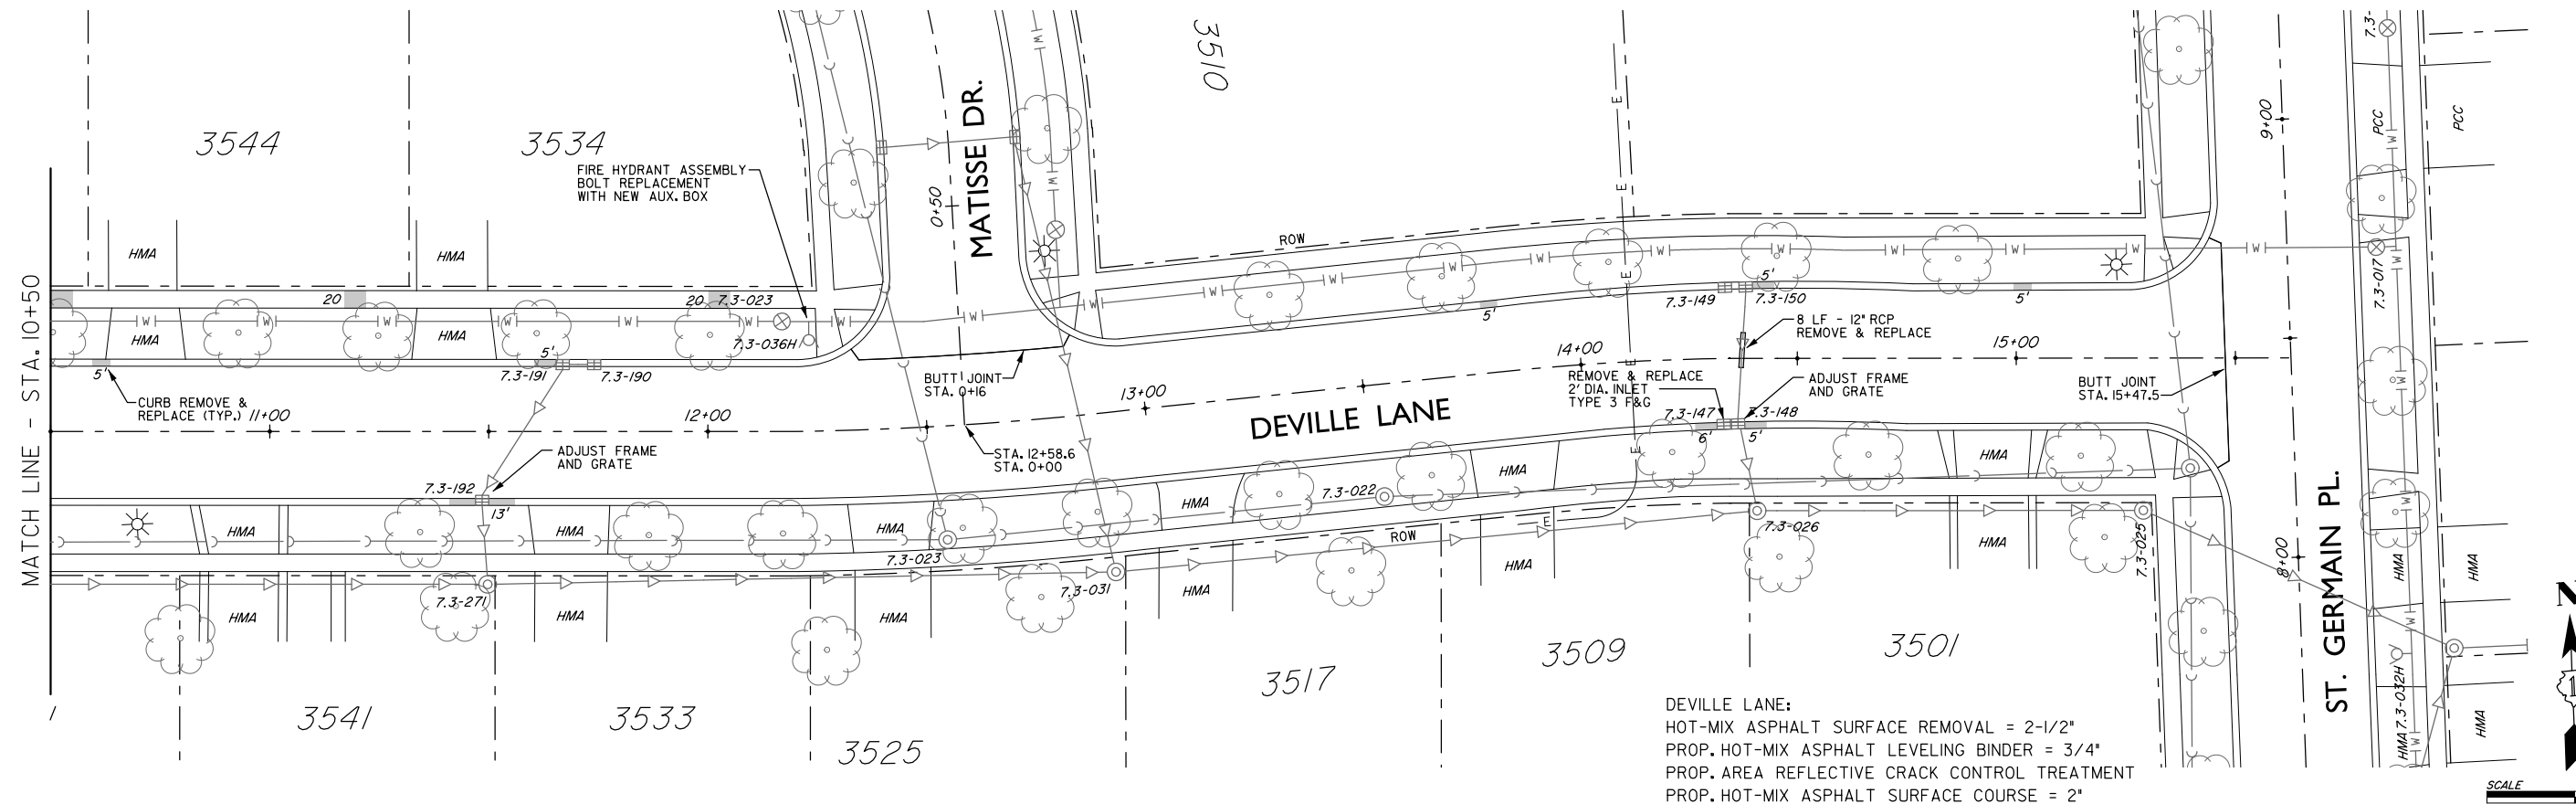 3510
7.3-
3544
3534
FIRE HYDRANT ASSEMBLY
BOLT REPLACEMENT
WITH NEW AUX. BOX
MATISSE DR.
0+50
9+00
PCC
PCC
W
HMA
HMA
ROW
E
MATCH LINE - STA. 10+50
20
20
7.3-023
HMA
HMA
7.3-036H
7.3-149
5'
7.3-150
5'
5'
7.3-017
8 LF - 12" RCP
REMOVE & REPLACE
5'
5'
7.3-191
7.3-190
CURB REMOVE &
REPLACE (TYP.)
11+00
12+00
BUTT JOINT
STA. 0+16
13+00
14+00
15+00
REMOVE & REPLACE
2' DIA. INLET
TYPE 3 F&G
ADJUST FRAME
AND GRATE
BUTT JOINT
STA. 15+47.5
DEVILLE LANE
7.3-147
7.3-148
6'
5'
STA. 12+58.6
STA. 0+00
ADJUST FRAME
AND GRATE
7.3-192
13'
HMA
HMA
HMA
HMA
7.3-022
HMA
HMA
7.3-023
ROW
E
7.3-026
7.3-025
HMA
8+00
ST. GERMAIN PL.
HMA
HMA
7.3-271
7.3-031
HMA
HMA
HMA
HMA
HMA
3541
3533
3525
3517
3509
3501
HMA
7.3-032H
HMA
N
DEVILLE LANE:
HOT-MIX ASPHALT SURFACE REMOVAL = 2-1/2"
PROP. HOT-MIX ASPHALT LEVELING BINDER = 3/4"
PROP. AREA REFLECTIVE CRACK CONTROL TREATMENT
PROP. HOT-MIX ASPHALT SURFACE COURSE = 2"
SCALE